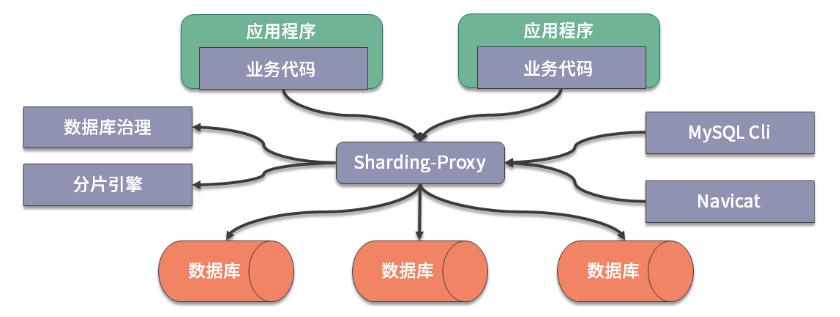 应用程序
业务代码
应用程序
业务代码
数据库治理
MySQL Cli
Sharding-Proxy
分片引擎
Navicat
数据库
数据库
数据库